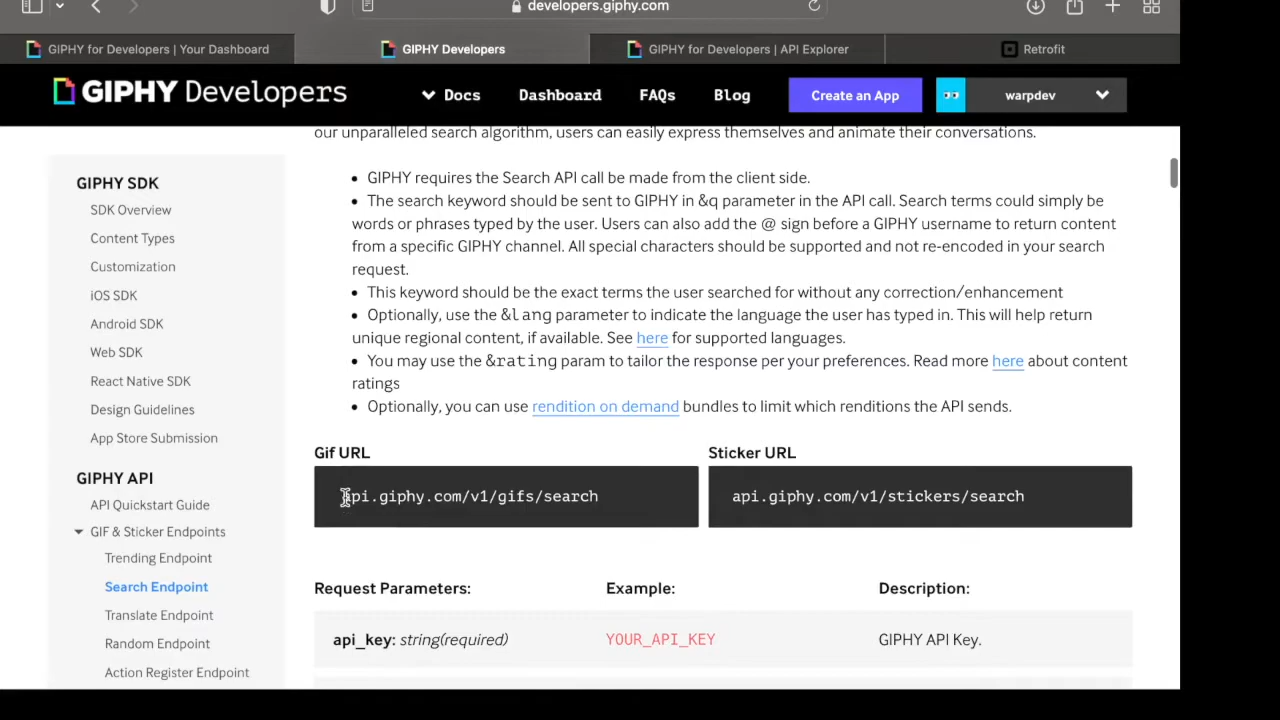 developers.giphy.com
GIPHY for Developers | Your Dashboard
GIPHY Developers
GIPHY for Developers | API Explorer
Retrofit
GIPHY Developers
Docs
Dashboard
FAQs
Blog
Create an App
warpdev
our unparalleled search algorithm, users can easily express themselves and animate their conversations.
GIPHY SDK
SDK Overview
Content Types
Customization
iOS SDK
Android SDK
Web SDK
React Native SDK
Design Guidelines
App Store Submission
GIPHY API
API Quickstart Guide
GIF & Sticker Endpoints
Trending Endpoint
Search Endpoint
Translate Endpoint
Random Endpoint
Action Register Endpoint
• GIPHY requires the Search API call be made from the client side.
• The search keyword should be sent to GIPHY in &q parameter in the API call. Search terms could simply be
words or phrases typed by the user. Users can also add the @ sign before a GIPHY username to return content
from a specific GIPHY channel. All special characters should be supported and not re-encoded in your search
request.
• This keyword should be the exact terms the user searched for without any correction/enhancement
• Optionally, use the &lang parameter to indicate the language the user has typed in. This will help return
unique regional content, if available. See here for supported languages.
• You may use the &rating param to tailor the response per your preferences. Read more here about content
ratings
• Optionally, you can use rendition on demand bundles to limit which renditions the API sends.
Gif URL
api.giphy.com/v1/gifs/search
Sticker URL
api.giphy.com/v1/stickers/search
Request Parameters:
Example:
Description:
api_key: string(required)
YOUR_API_KEY
GIPHY API Key.